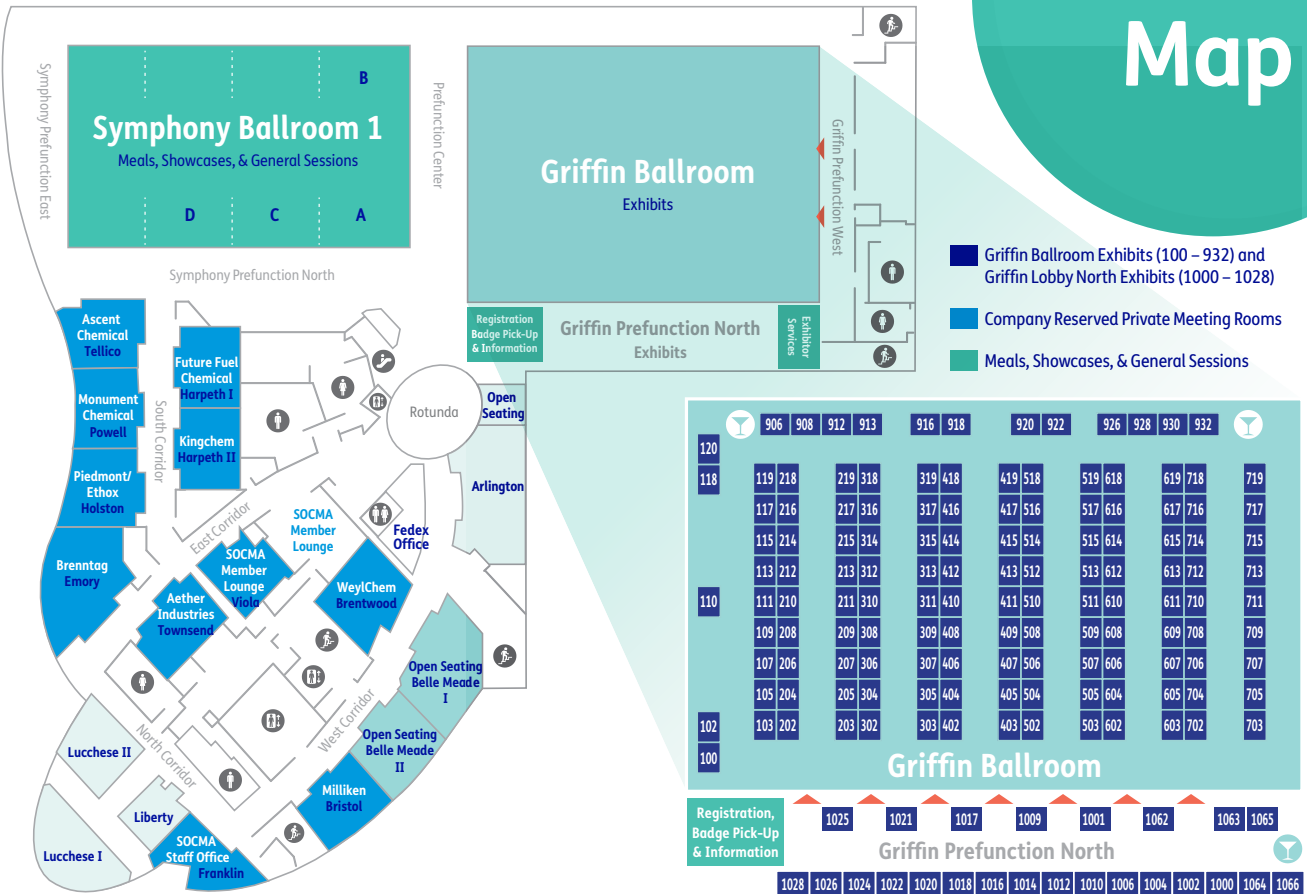 Map
Symphony Prefunction East
B
Symphony Ballroom 1
Meals, Showcases, & General Sessions
D
C
A
Symphony Prefunction North
Prefunction Center
Griffin Ballroom
Exhibits
Griffin Prefunction West
Registration
Badge Pick-Up
& Information
Griffin Prefunction North
Exhibits
Exhibitor
Services
Griffin Ballroom Exhibits (100 – 932) and
Griffin Lobby North Exhibits (1000 – 1028)
Company Reserved Private Meeting Rooms
Meals, Showcases, & General Sessions
Ascent
Chemical
Tellico
Monument
Chemical
Powell
Piedmont/
Ethox
Holston
Brenntag
Emory
South Corridor
Future Fuel
Chemical
Harpeth I
Kingchem
Harpeth II
Rotunda
Open
Seating
Arlington
East Corridor
SOCMA
Member
Lounge
Fedex
Office
SOCMA
Member
Lounge
Viola
WeylChem
Brentwood
Aether
Industries
Townsend
Open Seating
Belle Meade
I
Open Seating
Belle Meade
II
West Corridor
North Corridor
Milliken
Bristol
Lucchese II
Liberty
Lucchese I
SOCMA
Staff Office
Franklin
906 908 912 913 916 918 920 922 926 928 930 932
120
118 119 218 219 318 319 418 419 518 519 618 619 718 719
117 216 217 316 317 416 417 516 517 616 617 716 717
115 214 215 314 315 414 415 514 515 614 615 714 715
113 212 213 312 313 412 413 512 513 612 613 712 713
110 111 210 211 310 311 410 411 510 511 610 611 710 711
109 208 209 308 309 408 409 508 509 608 609 708 709
107 206 207 306 307 406 407 506 507 606 607 706 707
105 204 205 304 305 404 405 504 505 604 605 704 705
102 103 202 203 302 303 402 403 502 503 602 603 702 703
100
Griffin Ballroom
Registration,
Badge Pick-Up
& Information
1025 1021 1017 1009 1001 1062 1063 1065
Griffin Prefunction North
1028 1026 1024 1022 1020 1018 1016 1014 1012 1010 1006 1004 1002 1000 1064 1066